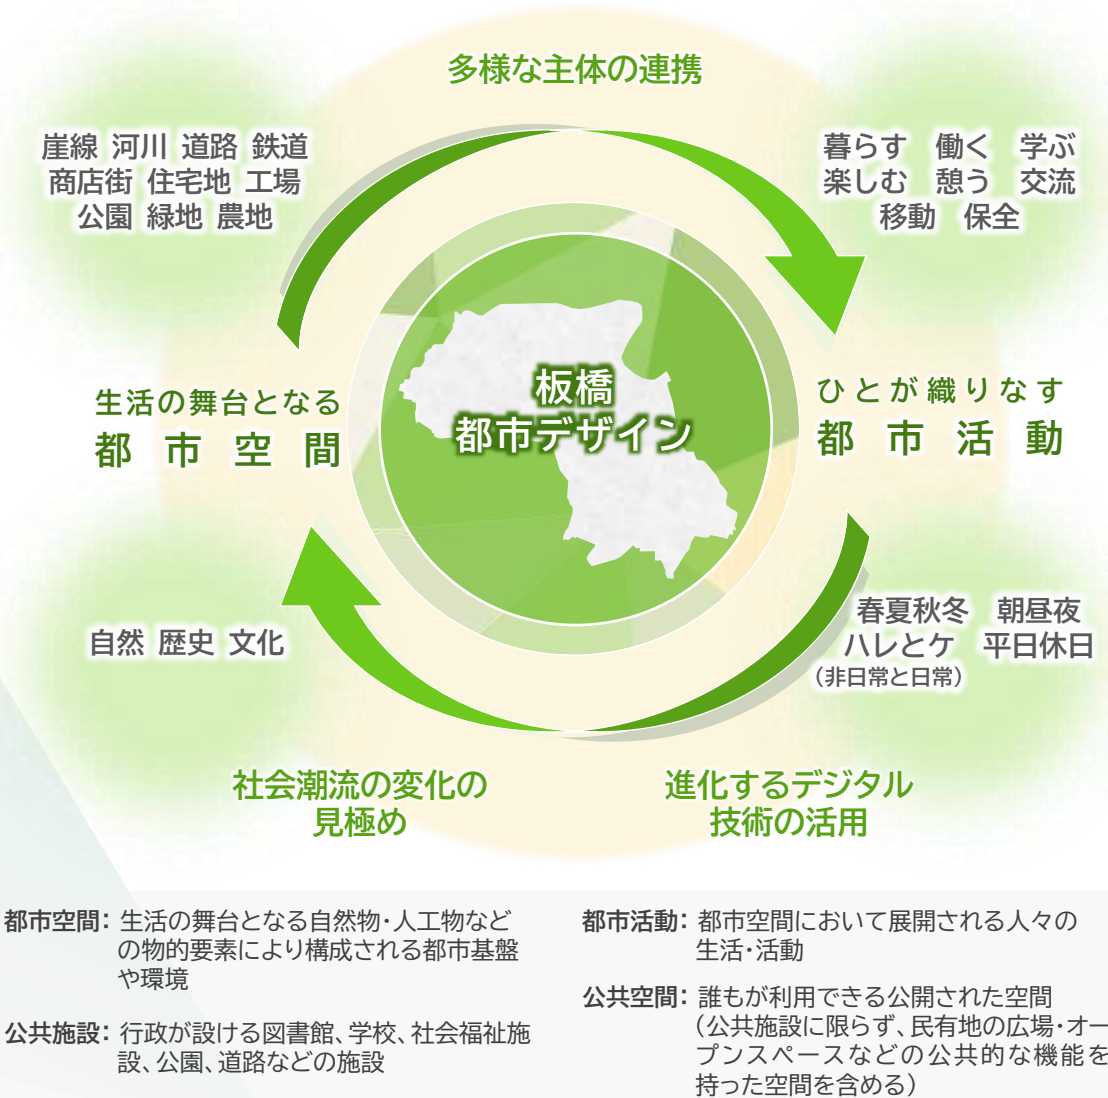 多様な主体の連携
崖線 河川 道路 鉄道
商店街 住宅地 工場
公園 緑地 農地
暮らす 働く 学ぶ
楽しむ 憩う 交流
移動 保全
生活の舞台となる
都市空間
板橋
都市デザイン
ひとが織りなす
都市活動
自然 歴史 文化
春夏秋冬 朝昼夜
ハレとケ 平日休日
(非日常と日常)
社会潮流の変化の
見極め
進化するデジタル
技術の活用
都市空間:生活の舞台となる自然物・人工物など
の物的要素により構成される都市基盤
や環境
公共施設:行政が設ける図書館、学校、社会福祉施
設、公園、道路などの施設
都市活動:都市空間において展開される人々の
生活・活動
公共空間:誰もが利用できる公開された空間
(公共施設に限らず、民有地の広場・オー
プンスペースなどの公共的な機能を
持った空間を含める)